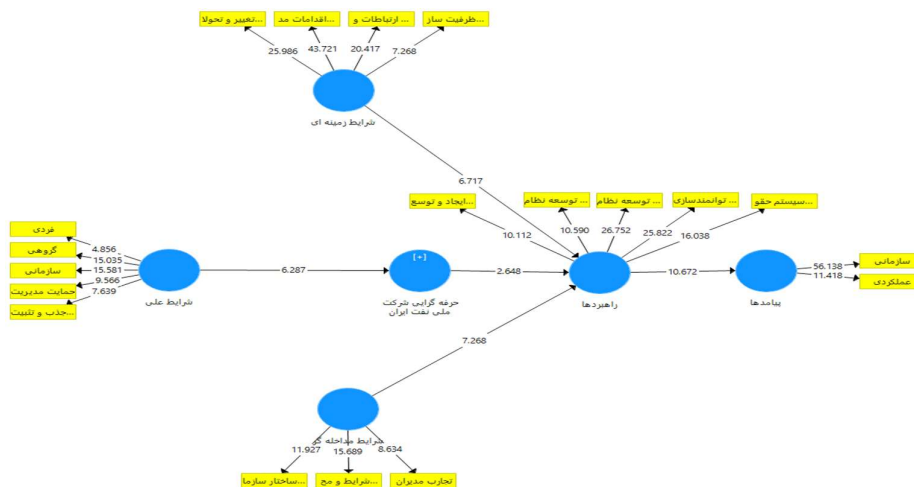 تغییر و تحولا...
اقدامات مد...
ارتباطات و ...
ظرفیت ساز...
25.986
43.721
20.417
7.268
شرایط زمینه ای
6.717
ایجاد و توسع...
توسعه نظام ...
توسعه نظام ...
توانمندسازی ...
سیستم حقو...
10.112
10.590
26.752
25.822
16.038
فردی
گروهی
سازمانی
حمایت مدیریت
جذب و تثبیت...
4.856
15.035
15.581
9.566
7.639
شرایط علی
6.287
[+]
حرفه گرایی شرکت
ملی نفت ایران
2.648
راهبردها
10.672
پیامدها
56.138
11.418
سازمانی
عملکردی
7.268
شرایط مداخله گر
11.927
15.689
8.634
ساختار سازما...
شرایط و مح...
تجارب مدیران